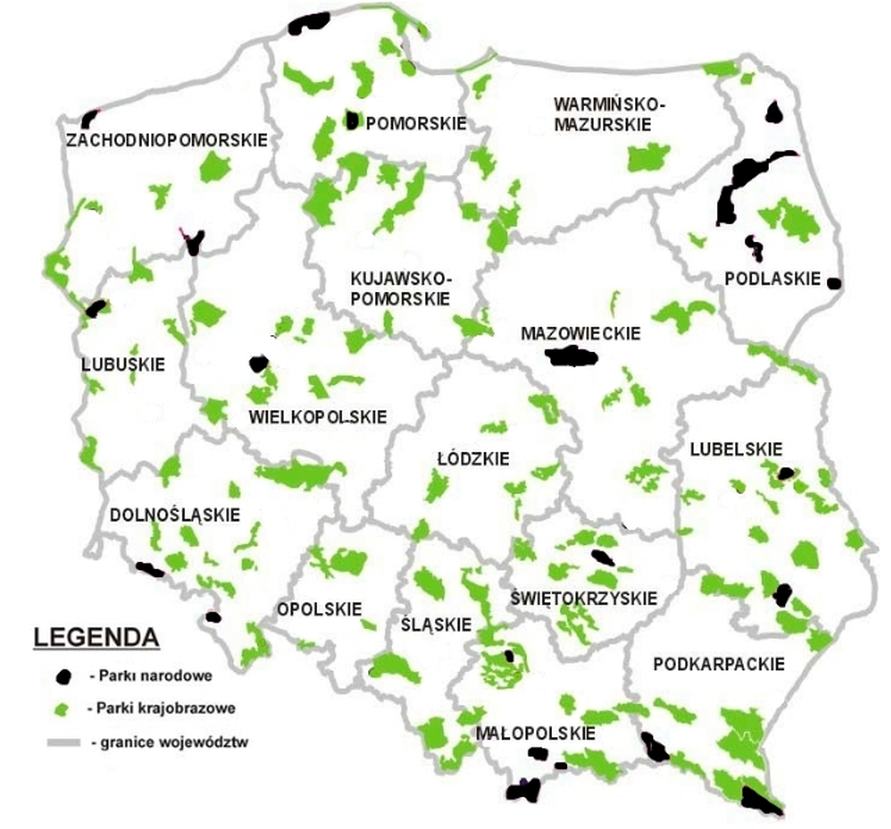 WARMIŃSKO-
MAZURSKIE
POMORSKIE
ZACHODNIOPOMORSKIE
KUJAWSKO-
POMORSKIE
PODLASKIE
MAZOWIECKIE
LUBUSKIE
WIELKOPOLSKIE
ŁÓDZKIE
LUBELSKIE
DOLNOŚLĄSKIE
OPOLSKIE
ŚLĄSKIE
ŚWIĘTOKRZYSKIE
PODKARPACKIE
MAŁOPOLSKIE
LEGENDA
- Parki narodowe
- Parki krajobrazowe
- granice województw